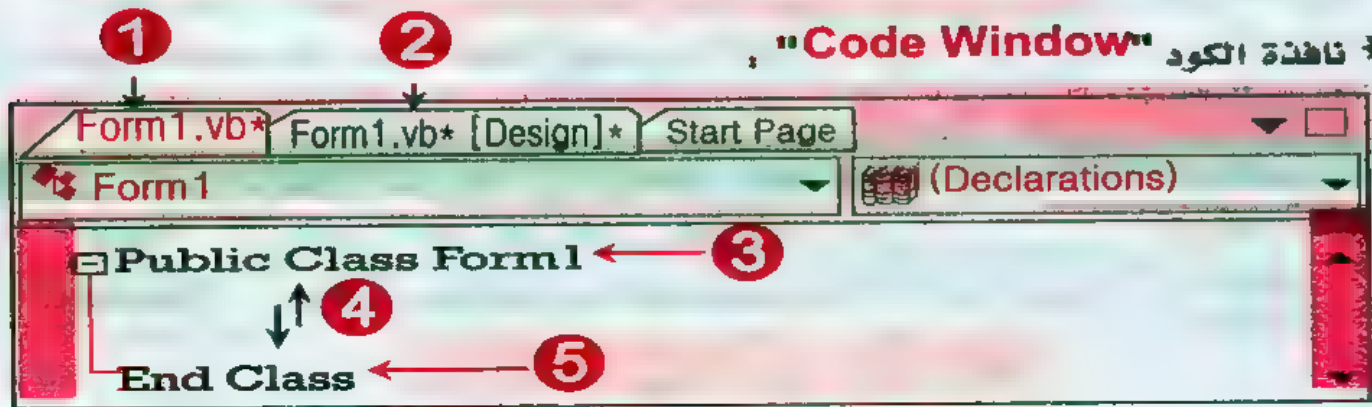 * نافذة الكود "Code Window" :
1 2
Form1.vb* Form1.vb* [Design]* Start Page
Form1 (Declarations)
Public Class Form1 3
4
End Class 5